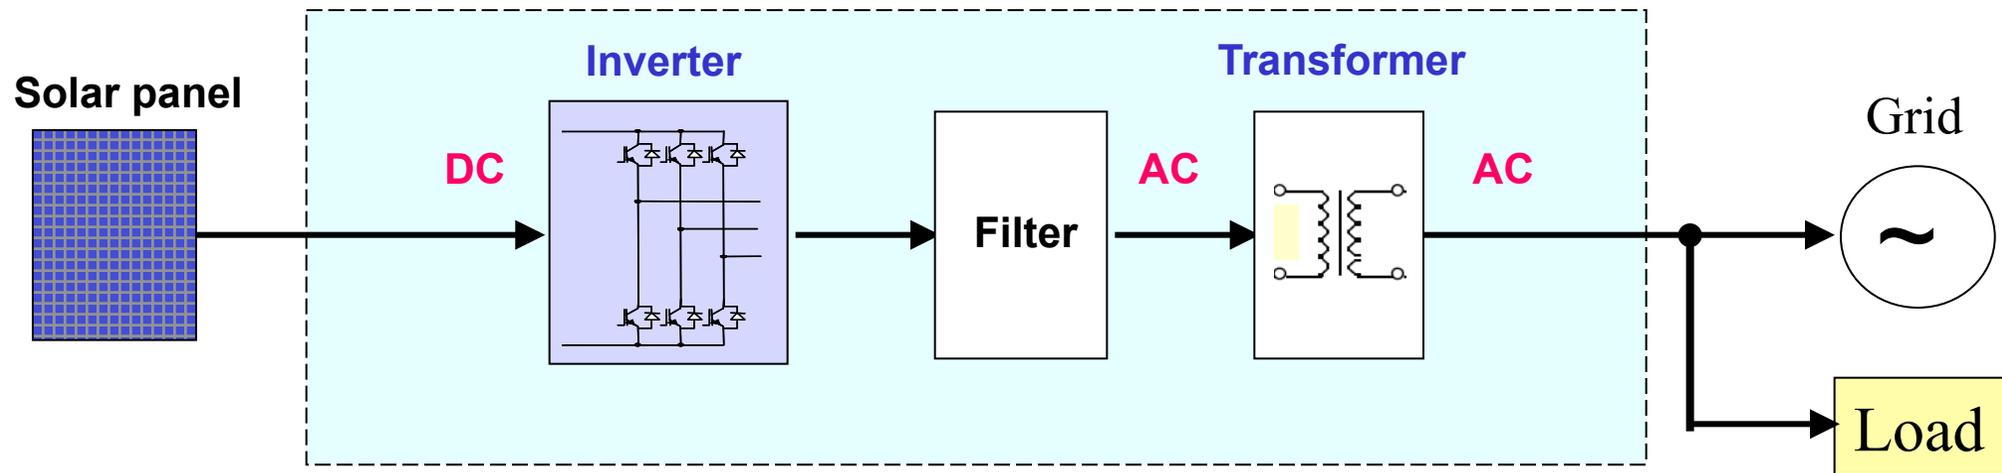 Solar panel
DC
Inverter
Filter
AC
Transformer
AC
Grid
~
Load